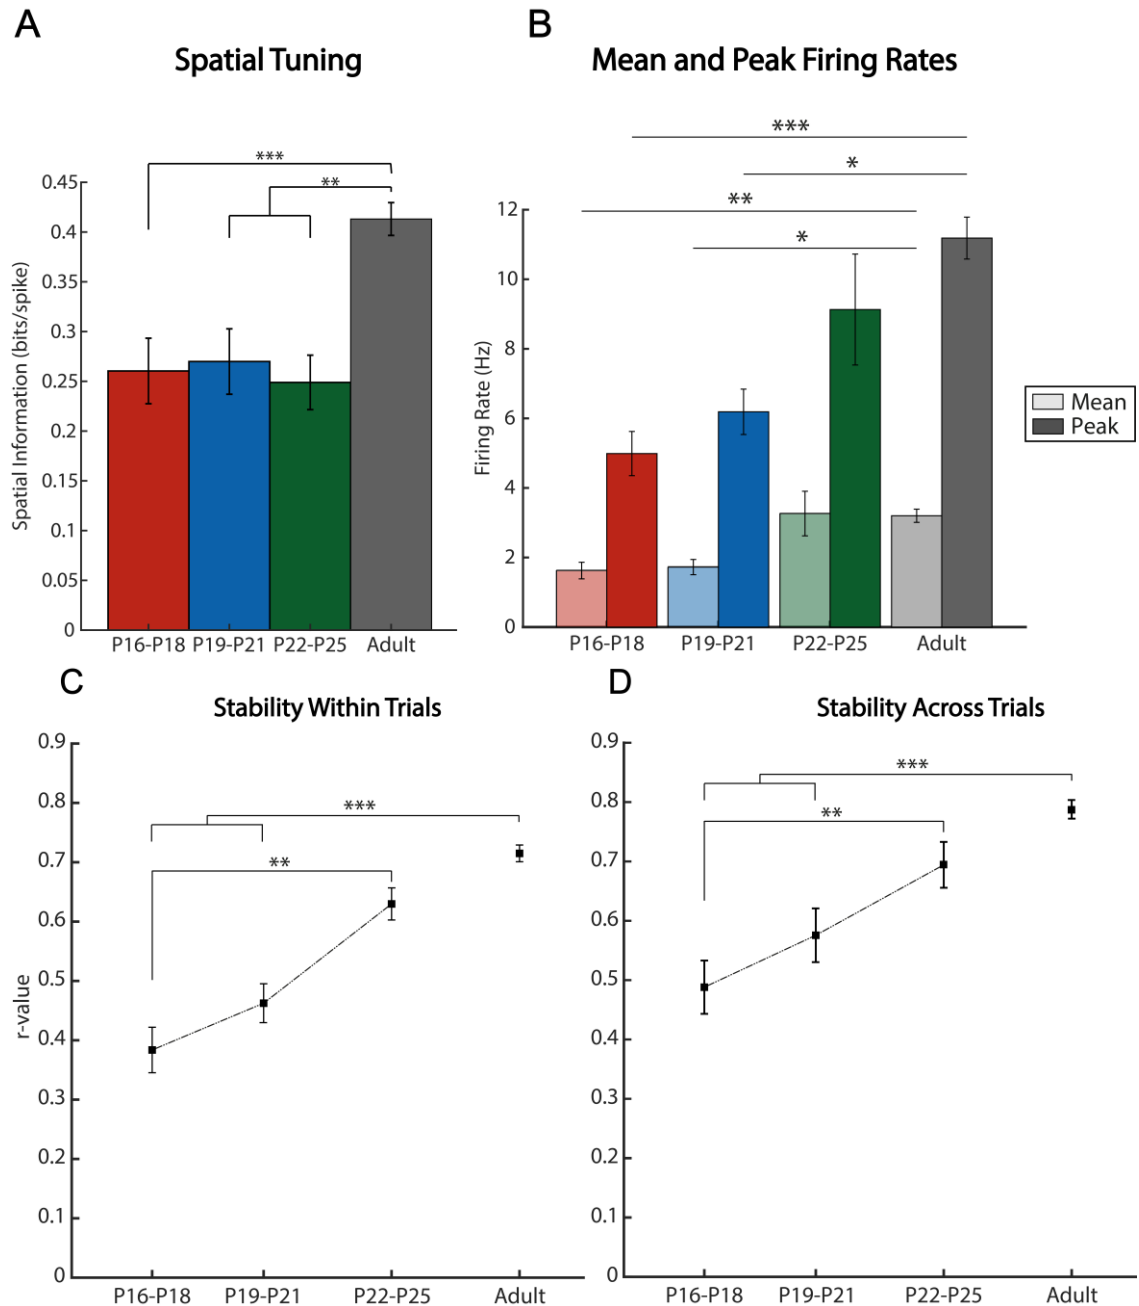 A
Spatial Tuning
***
**
0.45
0.4
0.35
0.3
0.25
0.2
0.15
0.1
0.05
0
Spatial Information (bits/spike)
P16-P18 P19-P21 P22-P25 Adult
B
Mean and Peak Firing Rates
***
*
**
*
12
10
8
6
4
2
0
Firing Rate (Hz)
P16-P18 P19-P21 P22-P25 Adult
Mean
Peak
C
Stability Within Trials
0.9
0.8
0.7
0.6
0.5
0.4
0.3
0.2
0.1
0
r-value
***
**
P16-P18 P19-P21 P22-P25 Adult
D
Stability Across Trials
0.9
0.8
0.7
0.6
0.5
0.4
0.3
0.2
0.1
0
***
**
P16-P18 P19-P21 P22-P25 Adult